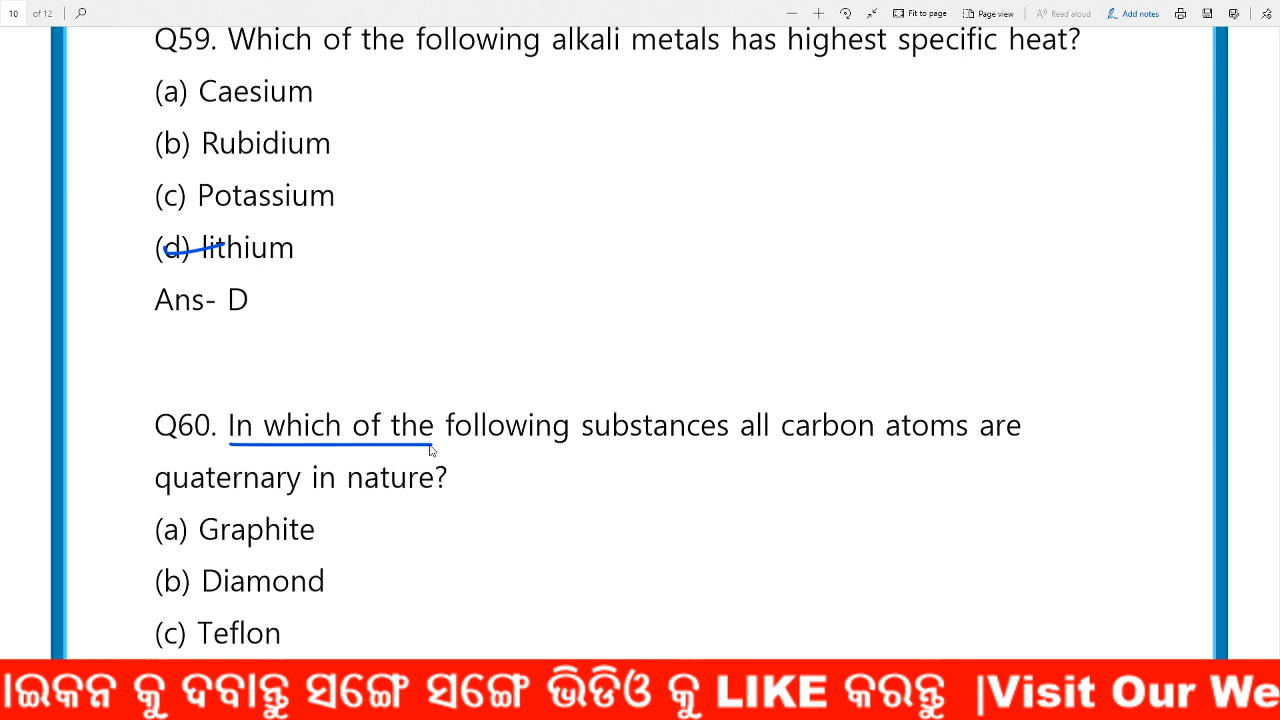 10 of 12 Fit to page Page view Read aloud Add notes
Q59. Which of the following alkali metals has highest specific heat?
(a) Caesium
(b) Rubidium
(c) Potassium
(d) lithium
Ans- D
Q60. In which of the following substances all carbon atoms are
quaternary in nature?
(a) Graphite
(b) Diamond
(c) Teflon
ାଇକନ କୁ ଦବାନ୍ତୁ ସଙ୍ଗେ ସଙ୍ଗେ ଭିଡିଓ କୁ LIKE କରନ୍ତୁ |Visit Our We